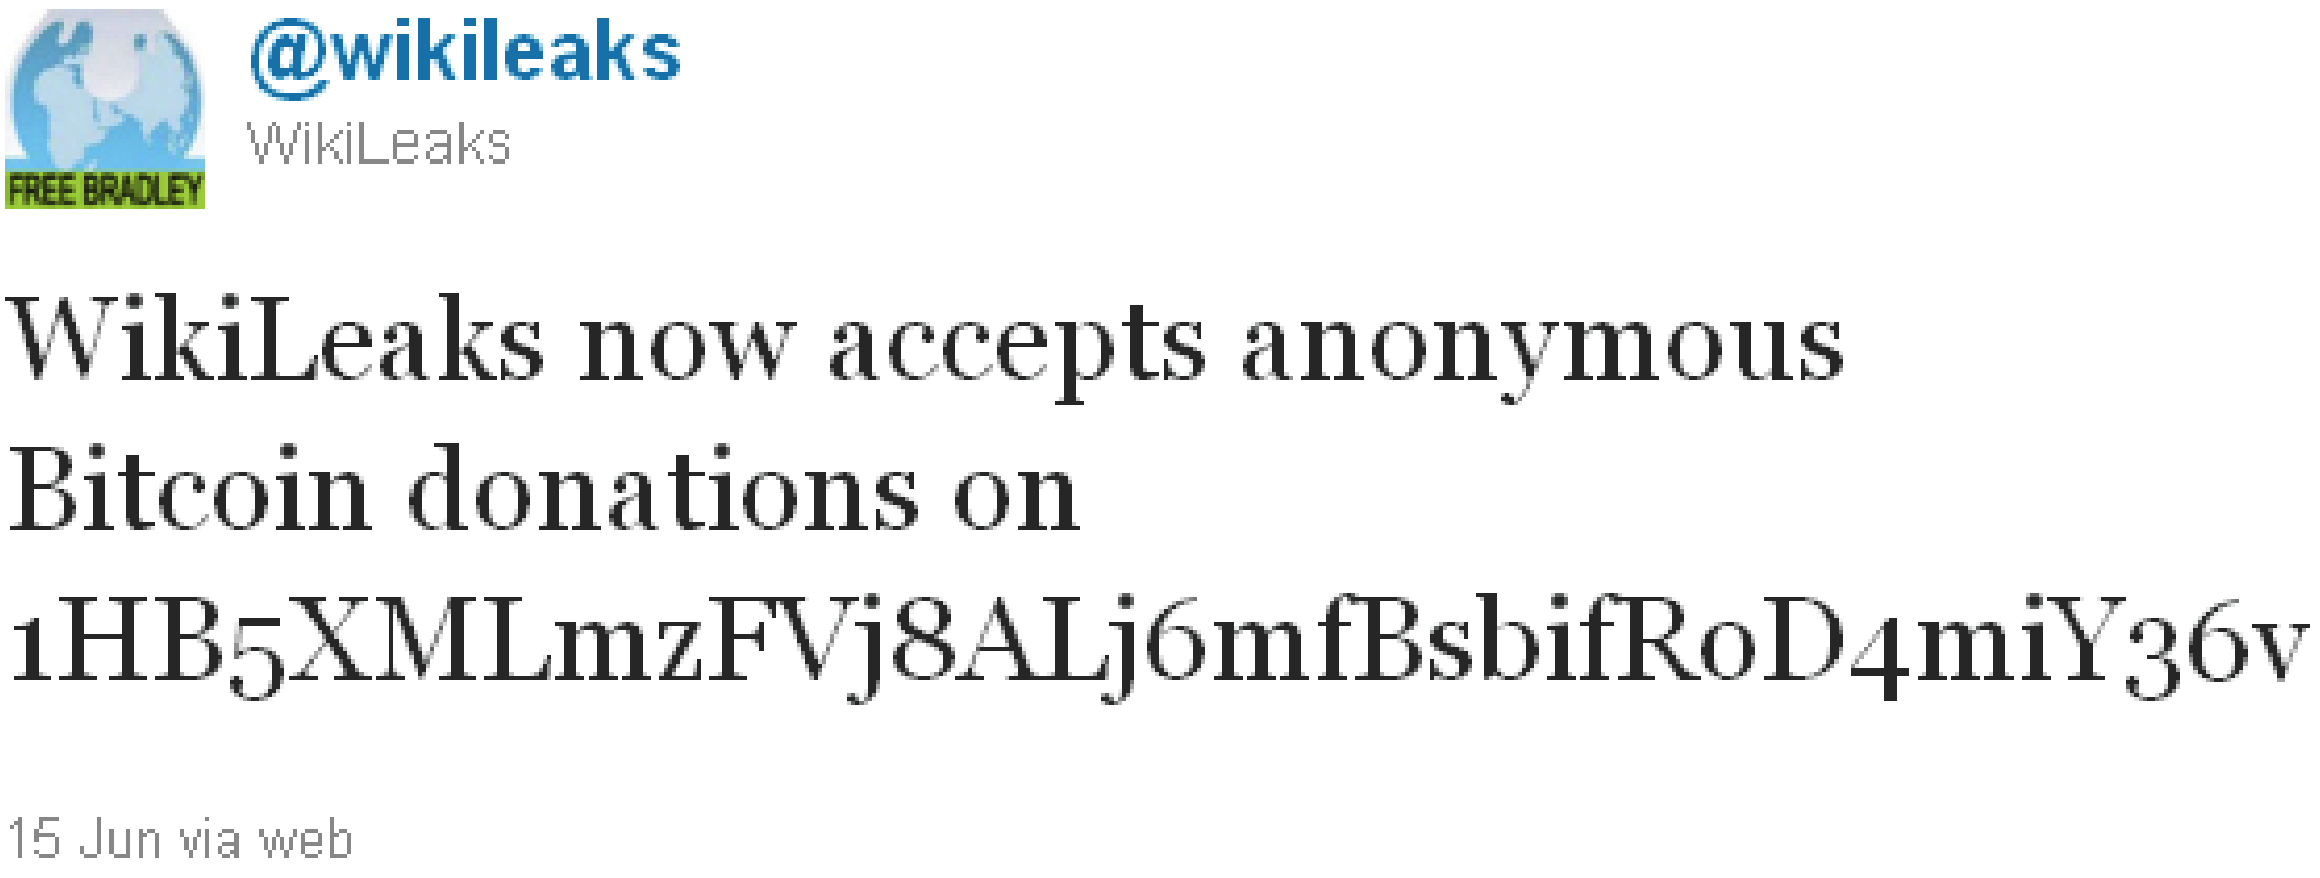 @wikileaks
WikiLeaks
FREE BRADLEY
WikiLeaks now accepts anonymous
Bitcoin donations on
1HB5XMLmzFVj8ALj6mfBsbifRoD4miY36v
15 Jun via web